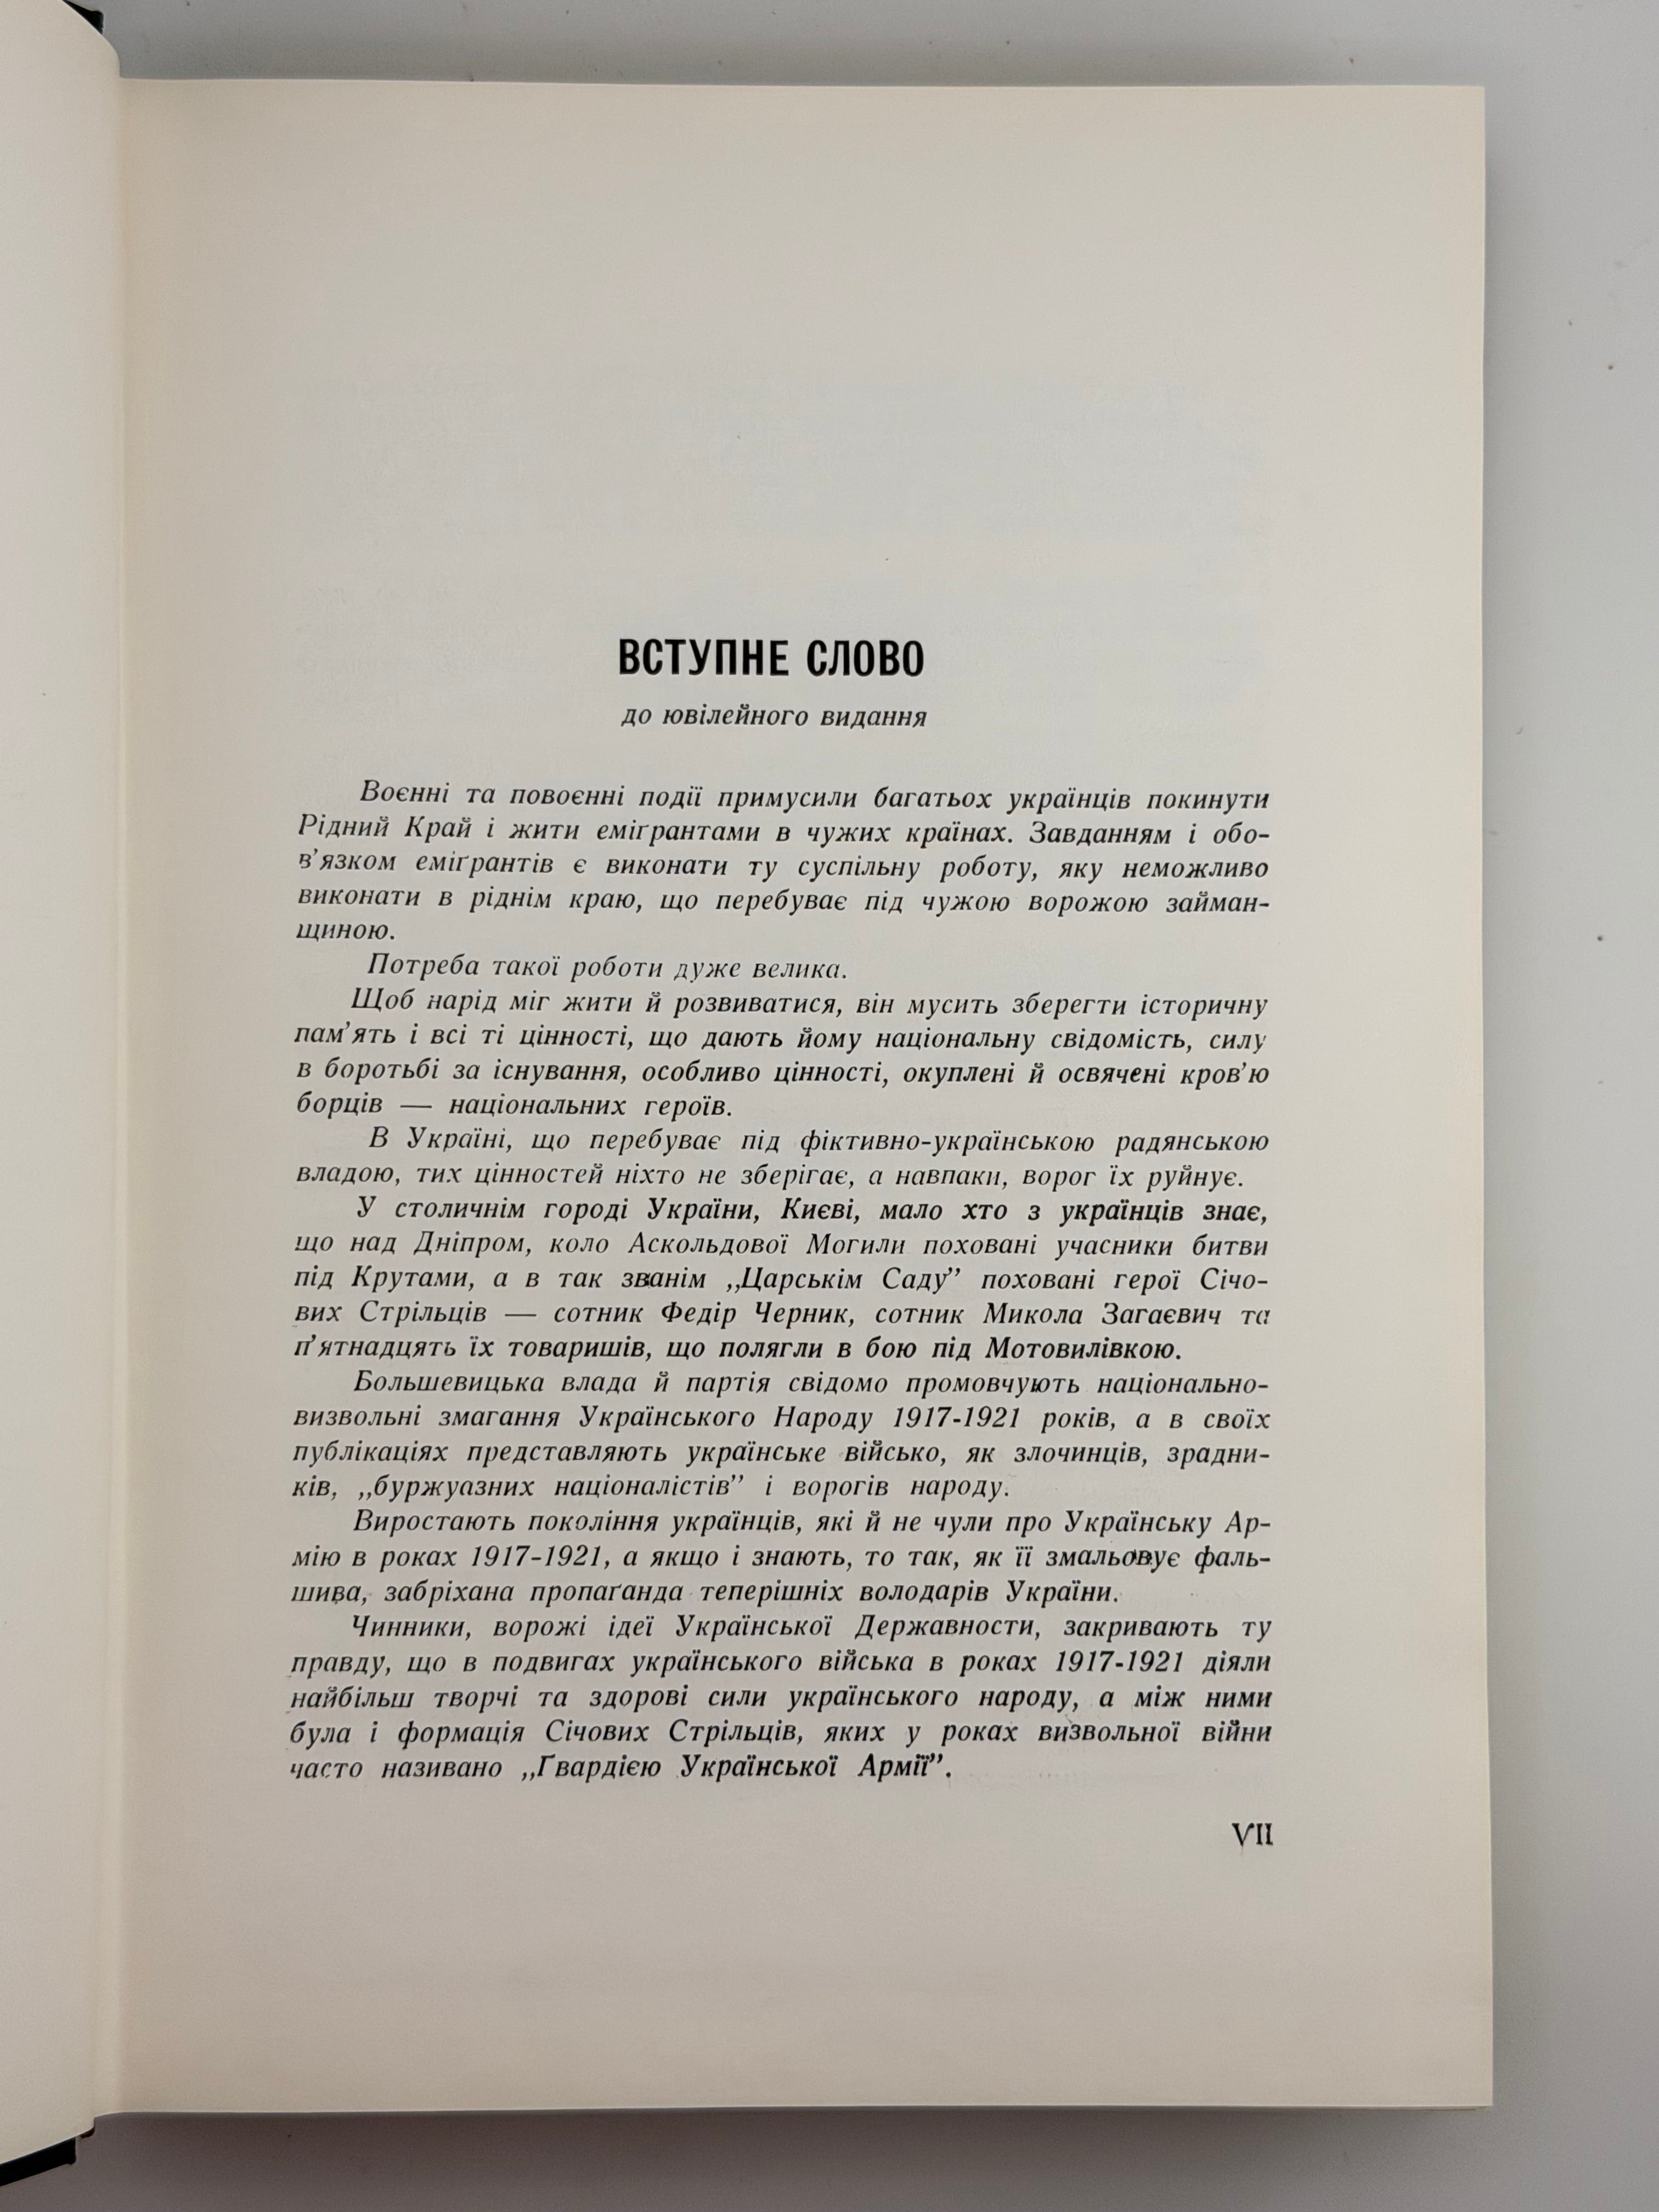 ВСТУПНЕ СЛОВО
до ювілейного видання
Воєнні та повоєнні події примусили багатьох українців покинути
Рідний Край і жити еміґрантами в чужих країнах. Завданням і обо-
в’язком еміґрантів є виконати ту суспільну роботу, яку неможливо
виконати в ріднім краю, що перебуває під чужою ворожою займан-
щиною.
Потреба такої роботи дуже велика.
Щоб нарід міг жити й розвиватися, він мусить зберегти історичну
пам’ять і всі ті цінності, що дають йому національну свідомість, силу
в боротьбі за існування, особливо цінності, окуплені й освячені кров’ю
борців — національних героїв.
В Україні, що перебуває під фіктивно-українською радянською
владою, тих цінностей ніхто не зберігає, а навпаки, ворог їх руйнує.
У столичнім городі України, Києві, мало хто з українців знає,
що над Дніпром, коло Аскольдової Могили поховані учасники битви
під Крутами, а в так званім „Царськім Саду” поховані герої Січо-
вих Стрільців — сотник Федір Черник, сотник Микола Загаєвич та
п’ятнадцять їх товаришів, що полягли в бою під Мотовилівкою.
Большевицька влада й партія свідомо промовчують національно-
визвольні змагання Українського Народу 1917-1921 років, а в своїх
публікаціях представляють українське військо, як злочинців, зрадни-
ків, „буржуазних націоналістів” і ворогів народу.
Виростають покоління українців, які й не чули про Українську Ар-
мію в роках 1917-1921, а якщо і знають, то так, як її змальовує фаль-
шива, забріхана пропаґанда теперішніх володарів України.
Чинники, ворожі ідеї Української Державности, закривають ту
правду, що в подвигах українського війська в роках 1917-1921 діяли
найбільш творчі та здорові сили українського народу, а між ними
була і формація Січових Стрільців, яких у роках визвольної війни
часто називано „Ґвардією Української Армії”.
VII